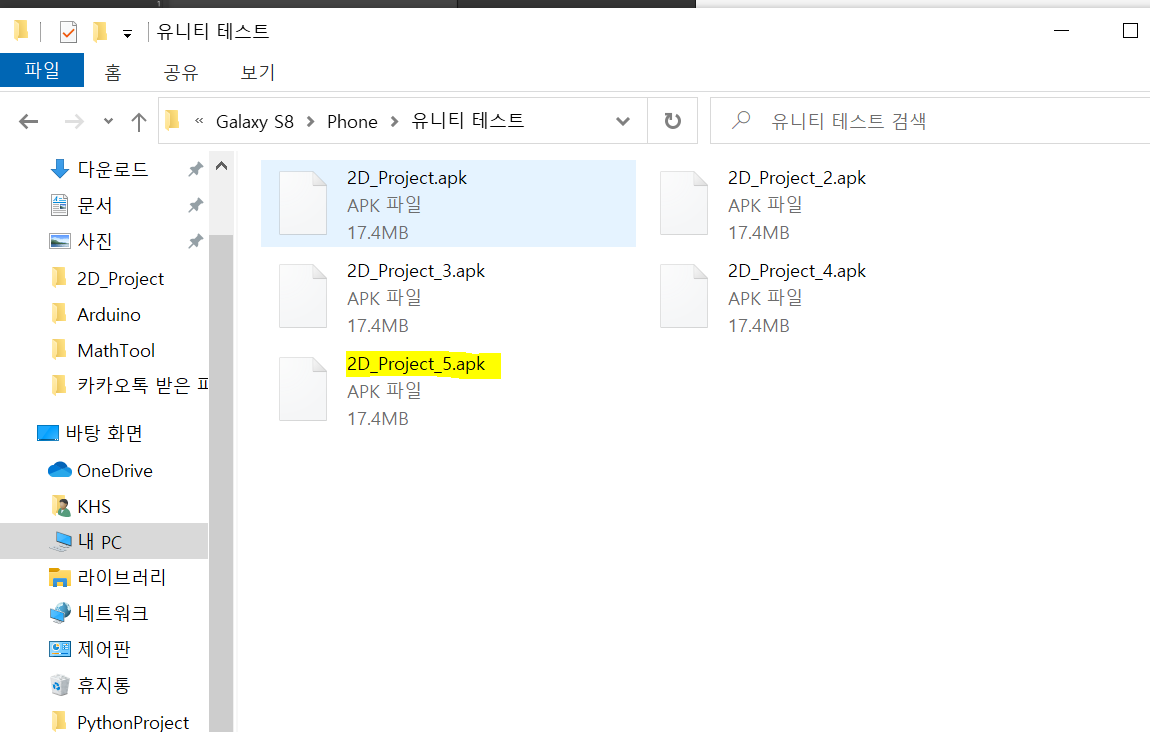 유니티 테스트
파일 홈 공유 보기
« Galaxy S8 Phone 유니티 테스트
유니티 테스트 검색
다운로드
문서
사진
2D_Project
Arduino
MathTool
카카오톡 받은 파
바탕 화면
OneDrive
KHS
내 PC
라이브러리
네트워크
제어판
휴지통
PythonProject
2D_Project.apk
APK 파일
17.4MB
2D_Project_2.apk
APK 파일
17.4MB
2D_Project_3.apk
APK 파일
17.4MB
2D_Project_4.apk
APK 파일
17.4MB
2D_Project_5.apk
APK 파일
17.4MB